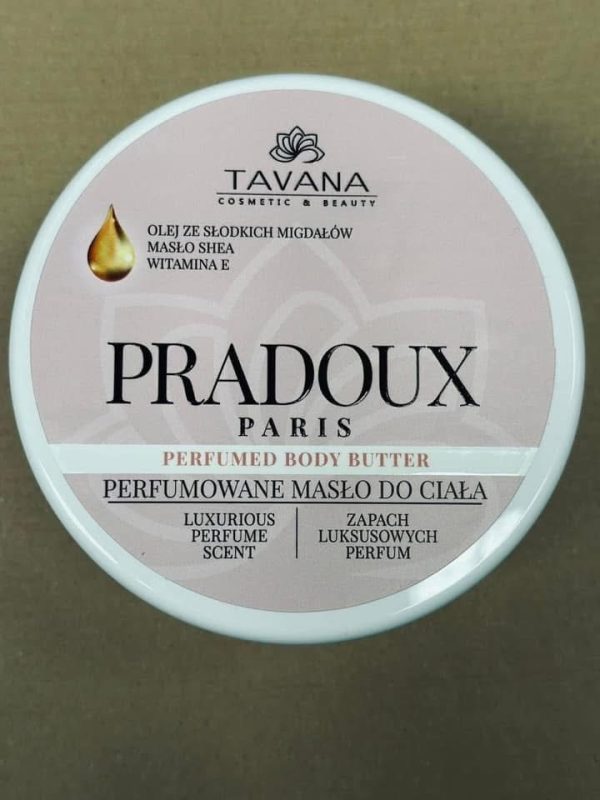 TAVANA
COSMETIC & BEAUTY
OLEJ ZE SŁODKICH MIGDAŁÓW
MASŁO SHEA
WITAMINA E
PRADOUX
PARIS
PERFUMED BODY BUTTER
PERFUMOWANE MASŁO DO CIAŁA
LUXURIOUS
PERFUME
SCENT
ZAPACH
LUKSUSOWYCH
PERFUM